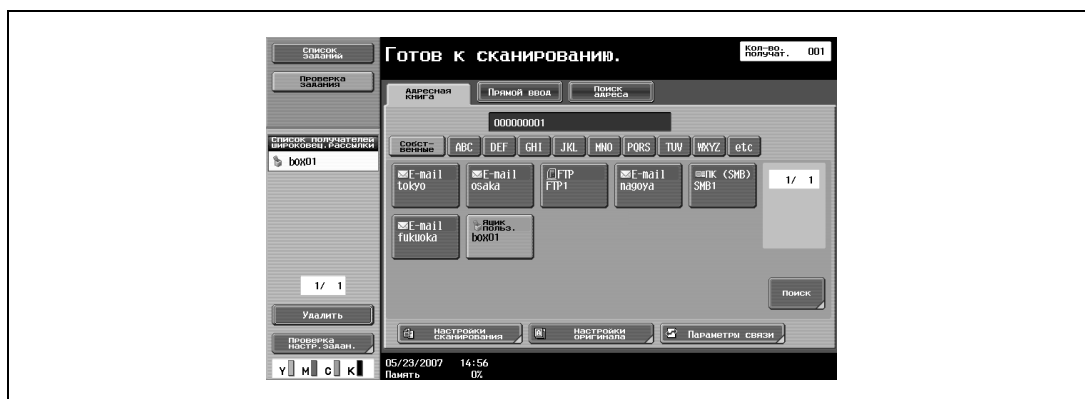 Список
заданий
Готов к сканированию.
Кол-во.
получат. 001
Проверка
задания
Адресная
книга
Прямой ввод
Поиск
адреса
000000001
Список получателей
широковещ.рассылки
box01
Собст-
венные
ABC
DEF
GHI
JKL
MNO
PQRS
TUV
WXYZ
etc
E-mail
tokyo
E-mail
osaka
FTP
FTP1
E-mail
nagoya
ПК (SMB)
SMB1
1/ 1
E-mail
fukuoka
Ящик
польз.
box01
1/ 1
Поиск
Удалить
Настройки
сканирования
Настройки
оригинала
Параметры связи
Проверка
настр.задан.
Y M C K
05/23/2007 14:56
Память 0%